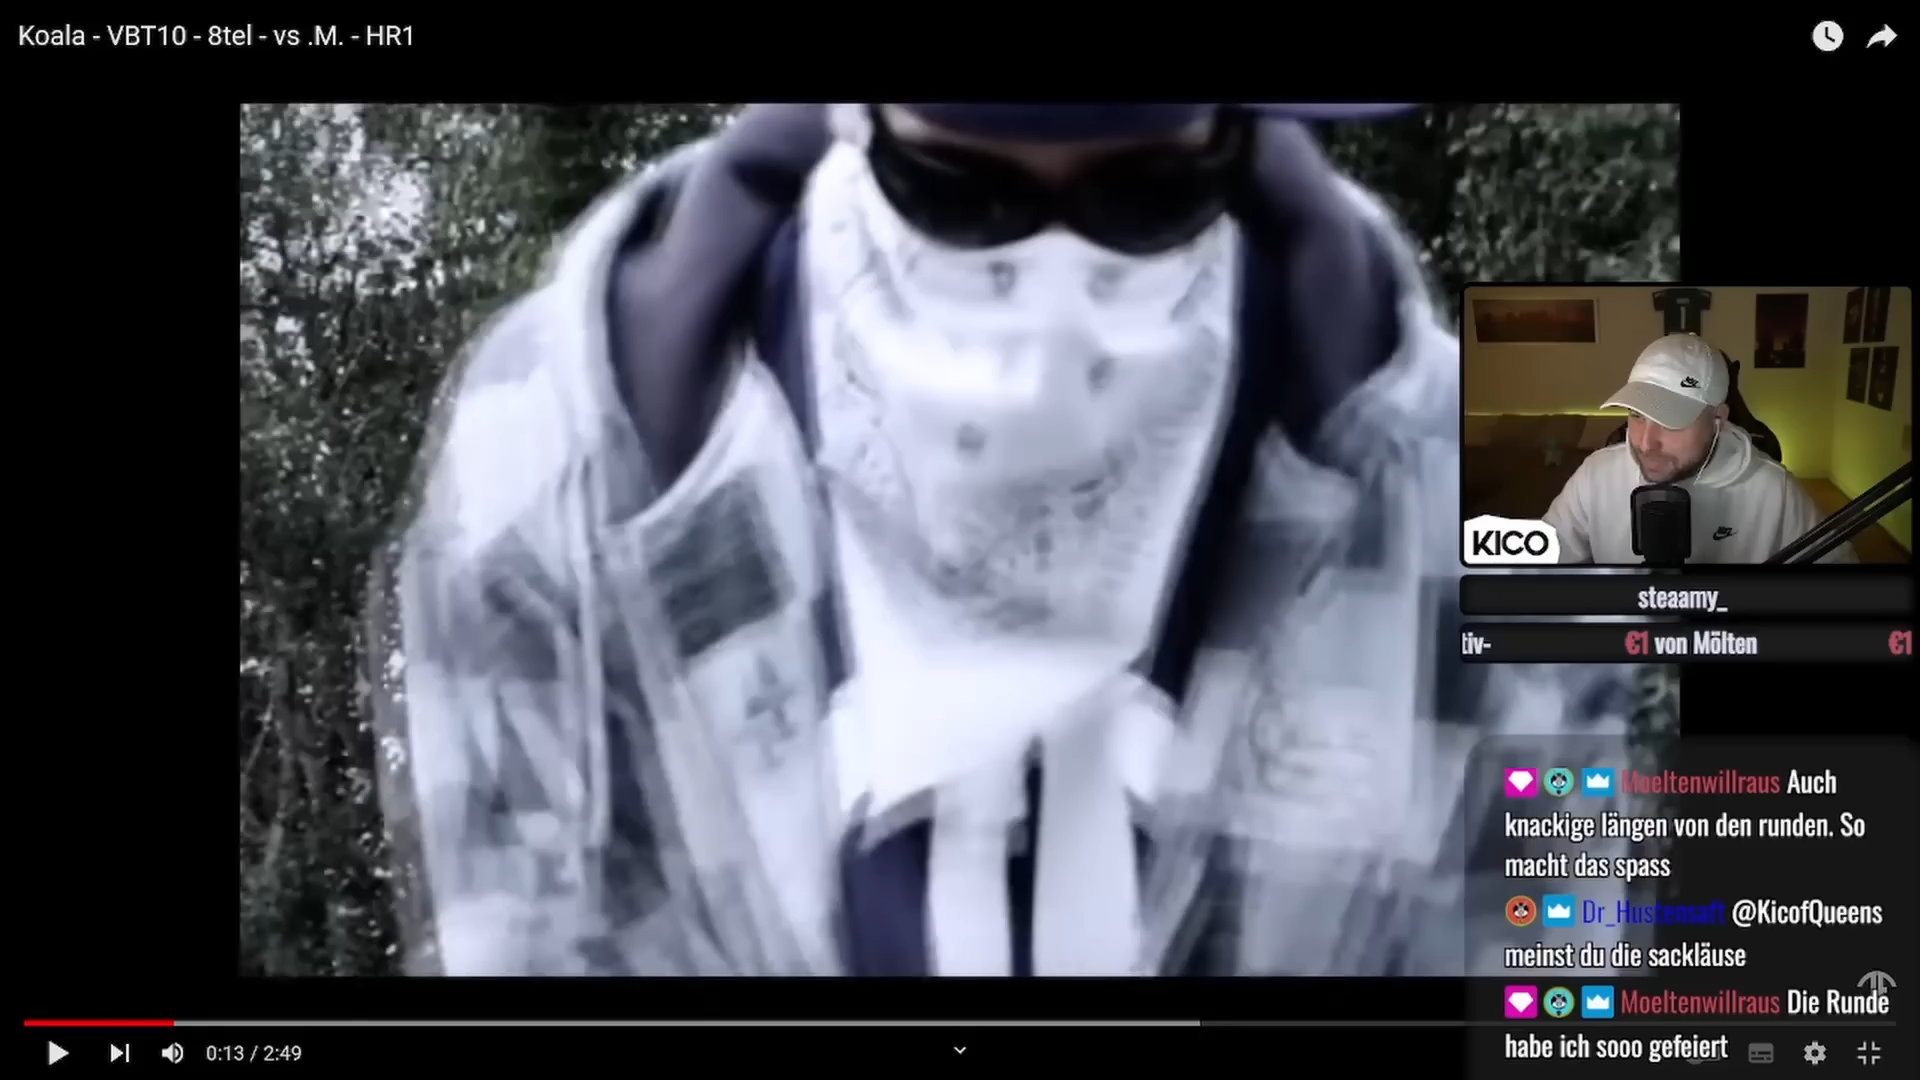 Koala - VBT10 - 8tel - vs .M. - HR1
KICO
steaamy_
tiv- €1 von Mölten €1
Moeltenwillraus Auch
knackige längen von den runden. So
macht das spass
Dr_Hustensaft @KicofQueens
meinst du die sackläuse
Moeltenwillraus Die Runde
habe ich sooo gefeiert
0:13 / 2:49